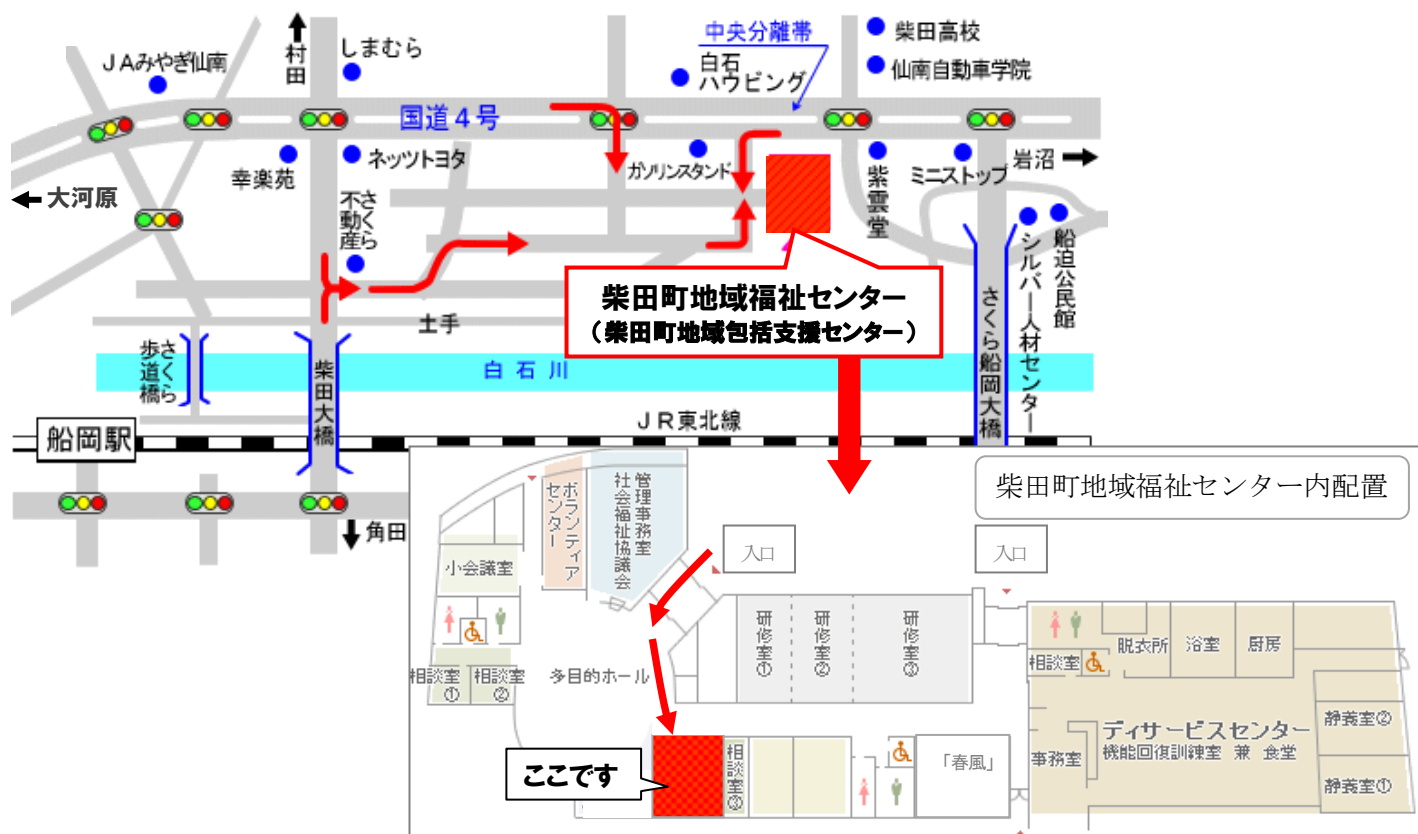 村田
しまむら
JAみやぎ仙南
中央分離帯
白石
ハウビング
柴田高校
仙南自動車学院
国道4号
幸楽苑
ネッツトヨタ
ガソリンスタンド
紫雲堂
ミニストップ
岩沼
大河原
さくら
不動産
シルバー人材センター
船迫公民館
さくら船岡大橋
柴田町地域福祉センター
（柴田町地域包括支援センター）
土手
さくら
歩道橋
柴田大橋
白石川
JR東北線
船岡駅
角田
柴田町地域福祉センター内配置
ボランティア
センター
管理事務室
社会福祉協議会
入口
入口
小会議室
研修室①
研修室②
研修室③
相談室
①
相談室
②
多目的ホール
相談室
脱衣所
浴室
厨房
ディサービスセンター
機能回復訓練室 兼 食堂
事務室
静養室②
静養室①
ここです
相談室③
「春風」